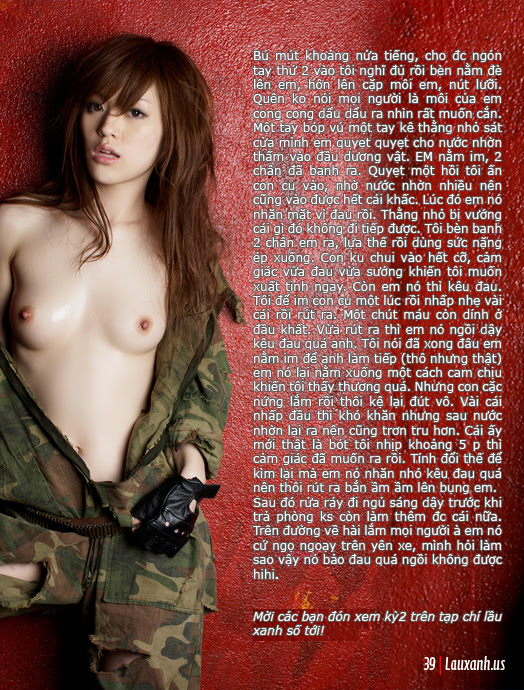 Bú mút khoảng nửa tiếng, cho đc ngón
tay thứ 2 vào tôi nghĩ đủ rồi bèn nằm đè
lên em, hôn lên cặp môi em, nút lưỡi.
Quên ko nói mọi người là môi của em
cong cong dẩu dẩu ra nhìn rất muốn cắn.
Một tay bóp vú một tay kê thằng nhỏ sát
cửa mình em quyẹt quyẹt cho nước nhờn
thấm vào đầu dương vật. EM nằm im, 2
chân đã banh ra. Quyẹt một hồi tôi ấn
con cu vào, nhờ nước nhờn nhiều nên
cũng vào được hết cái khấc. Lúc đó em nó
nhăn mặt vì đau rồi. Thằng nhỏ bị vướng
cái gì đó không đi tiếp được. Tôi bèn banh
2 chân em ra, lựa thế rồi dùng sức nặng
ép xuống. Con ku chui vào hết cỡ, cảm
giác vừa đau vừa sướng khiến tôi muốn
xuất tinh ngay. Còn em nó thì kêu đau.
Tôi để im con cu một lúc rồi nhấp nhẹ vài
cái rồi rút ra. Một chút máu còn dính ở
đầu khất. Vừa rút ra thì em nó ngồi dậy
kêu đau quá anh. Tôi nói đã xong đâu em
nằm im để anh làm tiếp (thô nhưng thật)
em nó lại nằm xuống một cách cam chịu
khiến tôi thấy thương quá. Nhưng con cặc
nứng lắm rồi thôi kệ lại đút vô. Vài cái
nhấp đầu thì khó khăn nhưng sau nước
nhờn lại ra nên cũng trơn tru hơn. Cái ấy
mới thật là bót tôi nhịp khoảng 5 p thì
cảm giác đã muốn ra rồi. Tính đổi thế để
kìm lại mà em nó nhăn nhó kêu đau quá
nên thôi rút ra bắn ầm ầm lên bụng em.
Sau đó rửa ráy đi ngủ sáng dậy trước khi
trả phòng ks còn làm thêm đc cái nữa.
Trên đường về hài lắm mọi người à em nó
cứ ngọ ngoạy trên yên xe, mình hỏi làm
sao vậy nó bảo đau quá ngồi không được
hihi.
Mời các bạn đón xem kỳ2 trên tạp chí lầu
xanh số tới!
39 | Lauxanh.us